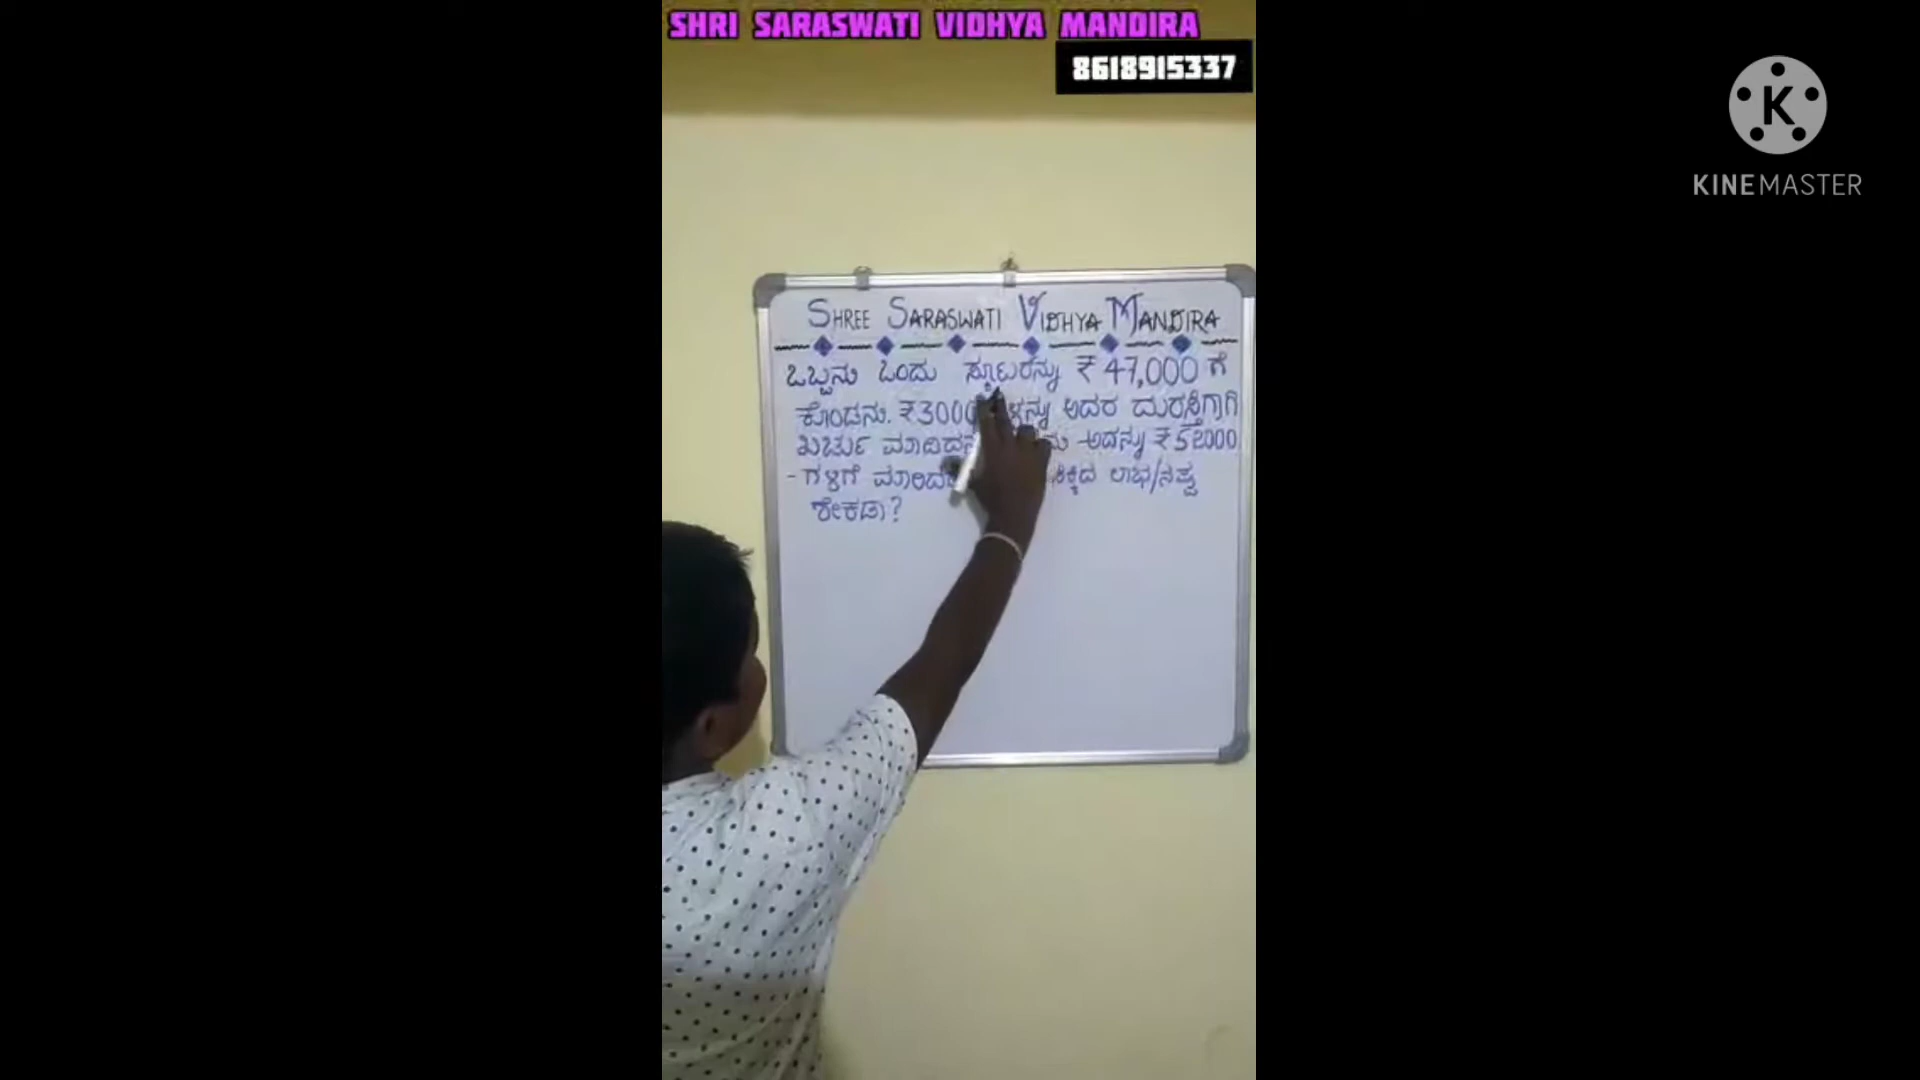 SHRI SARASWATI VIDHYA MANDIRA
8618915337
KINEMASTER
SHREE SARASWATI VIDHYA MANDIRA
ಒಬ್ಬನು ಒಂದು ಸ್ಕೂಟರನ್ನು ₹ 47,000 ಗೆ
ಕೊಂಡನು. ₹3000 ಅದರ ದುರಸ್ತಿಗಾಗಿ
ಖರ್ಚು ಅದನ್ನು ₹52000
-ಗಳಿಗೆ ಲಾಭ/ನಷ್ಟ
ಶೇಕಡಾ?